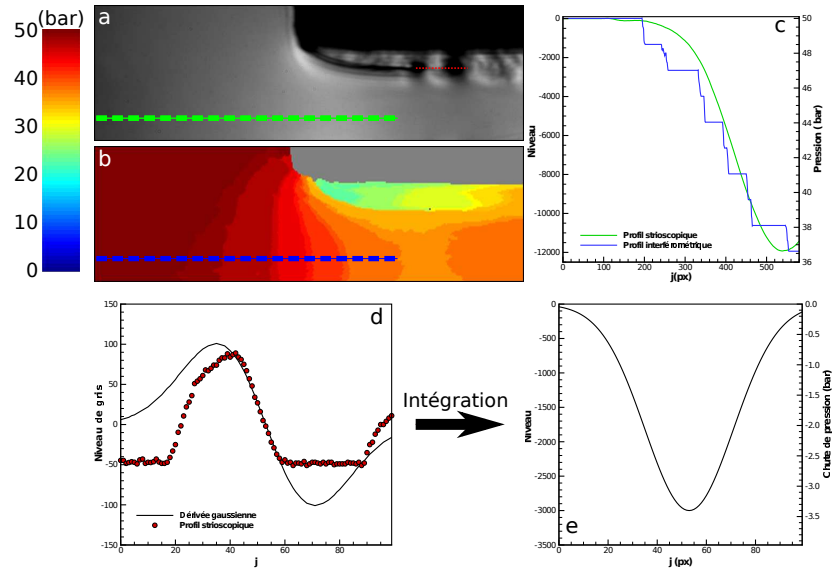 (bar)
50
40
30
20
10
0
a
b
c
0
-2000
-4000
-6000
-8000
-10000
-12000
Niveau
50
48
46
44
42
40
38
36
Pression (bar)
Profil strioscopique
Profil interférométrique
0 100 200 300 400 500
j(px)
d
150
100
50
0
-50
-100
-150
Niveau de gris
Dérivée gaussienne
Profil strioscopique
0 20 40 60 80
j
Intégration
e
0
-500
-1000
-1500
-2000
-2500
-3000
-3500
Niveau
0.0
-0.5
-1.0
-1.5
-2.0
-2.5
-3.0
-3.5
Chute de pression (bar)
0 20 40 60 80
j (px)